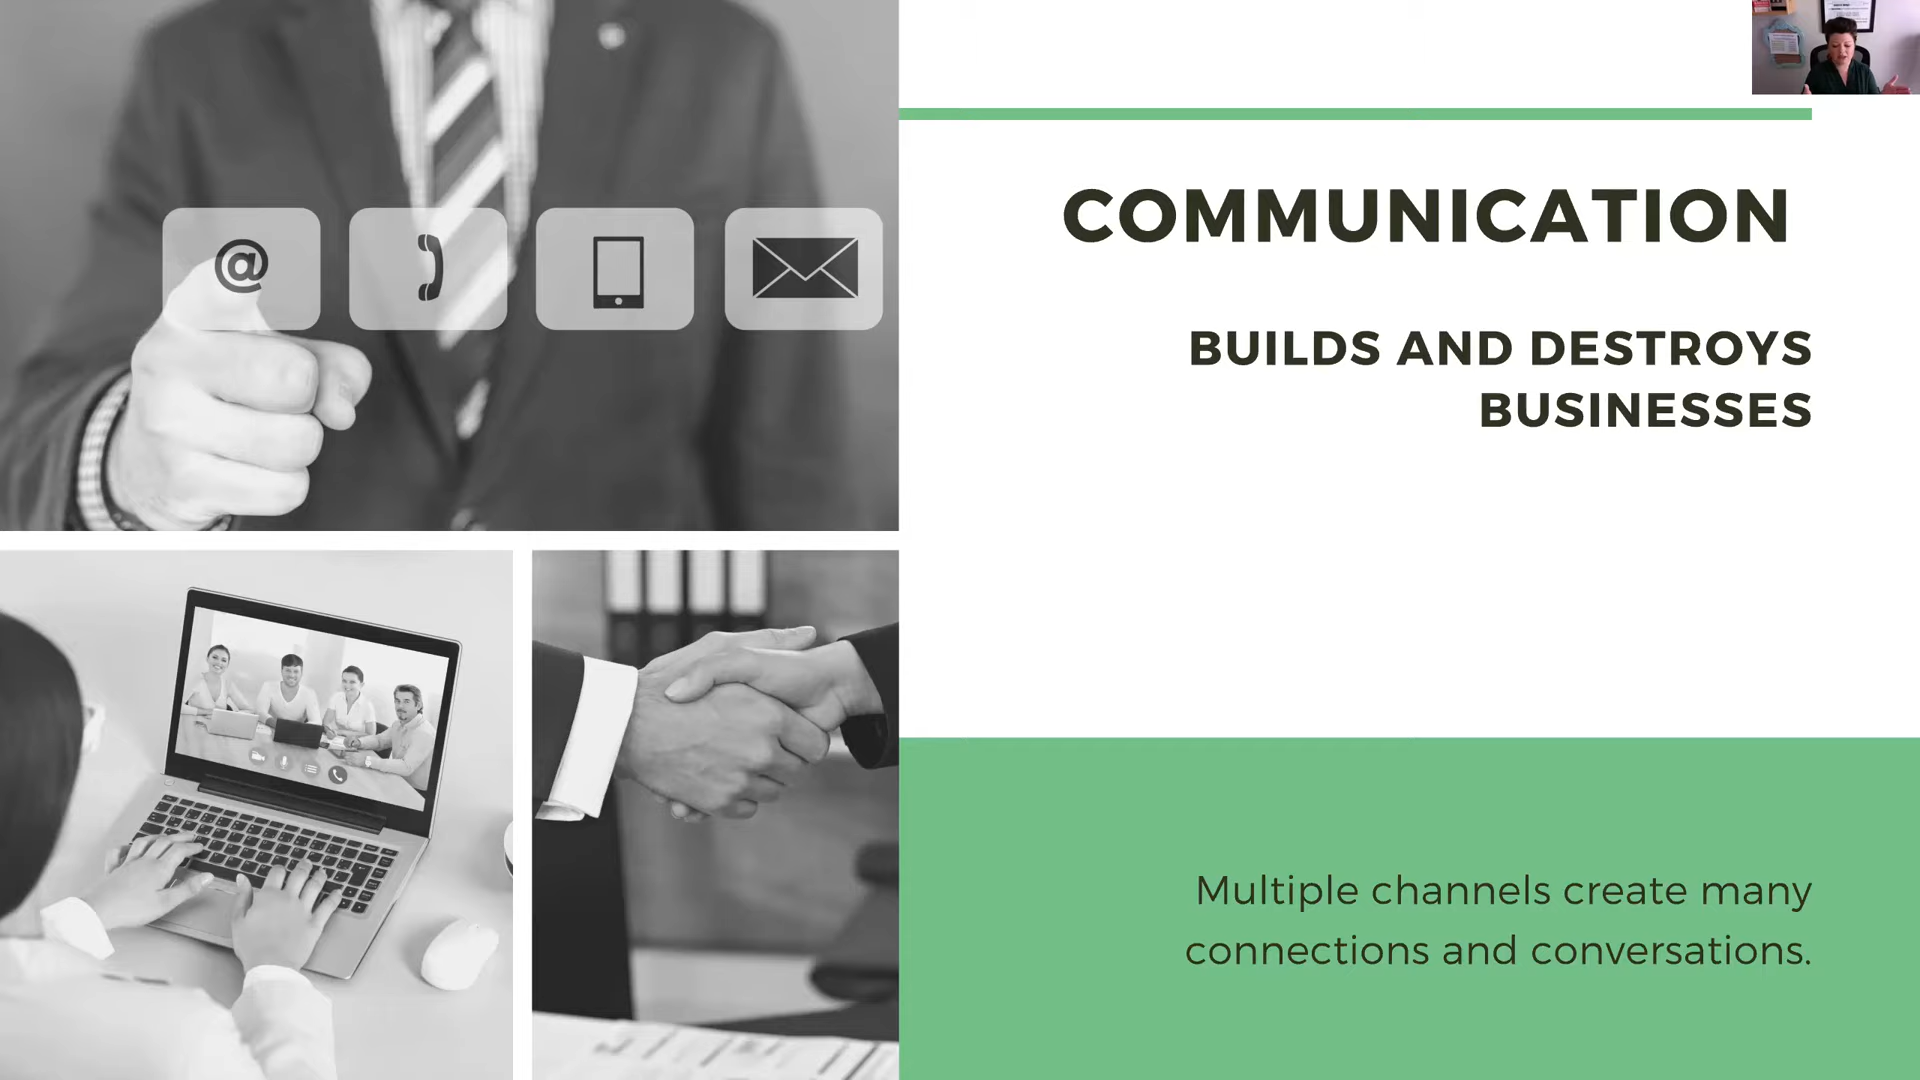 @
COMMUNICATION
BUILDS AND DESTROYS
BUSINESSES
Multiple channels create many
connections and conversations.